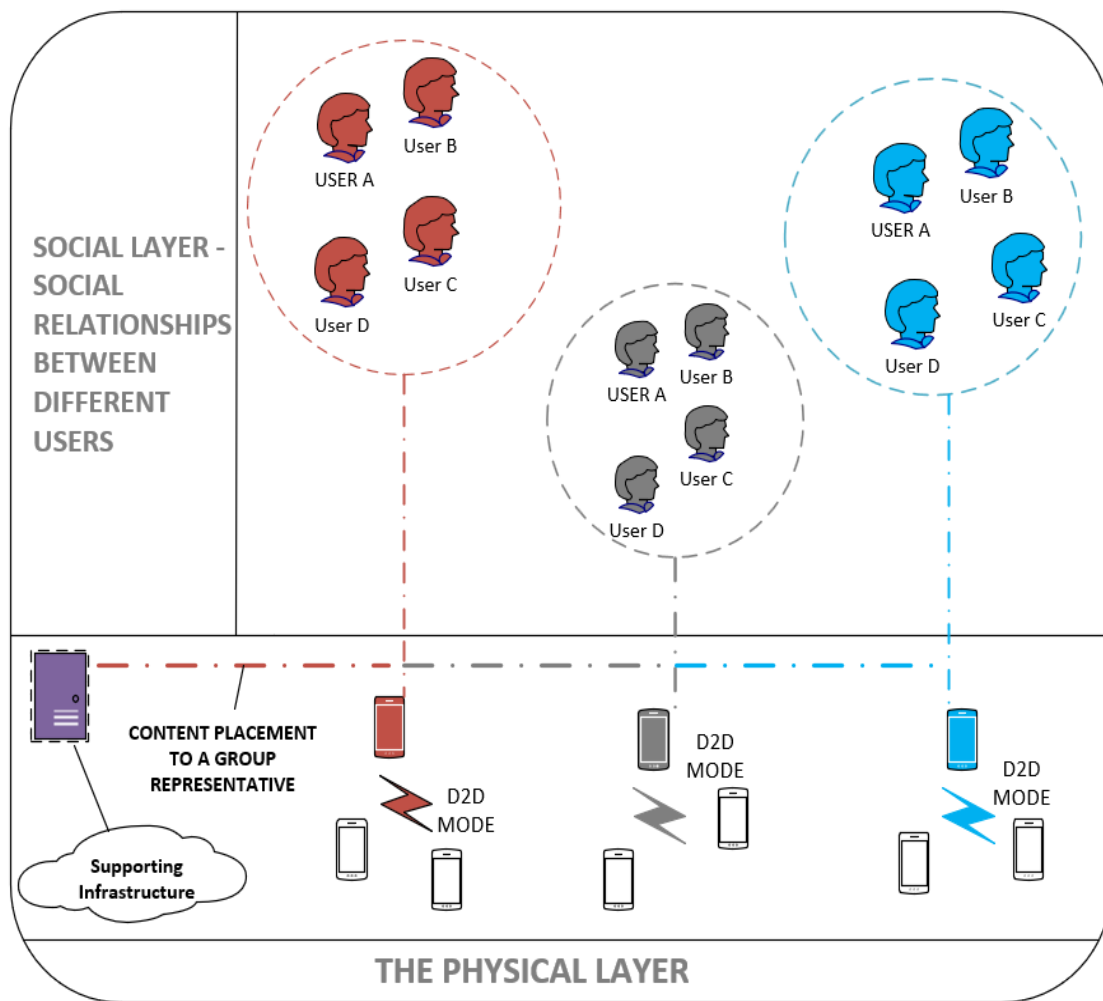 SOCIAL LAYER -
SOCIAL
RELATIONSHIPS
BETWEEN
DIFFERENT
USERS
USER A
User B
User C
User D
USER A
User B
User C
User D
USER A
User B
User C
User D
CONTENT PLACEMENT
TO A GROUP
REPRESENTATIVE
D2D
MODE
D2D
MODE
D2D
MODE
Supporting
Infrastructure
THE PHYSICAL LAYER